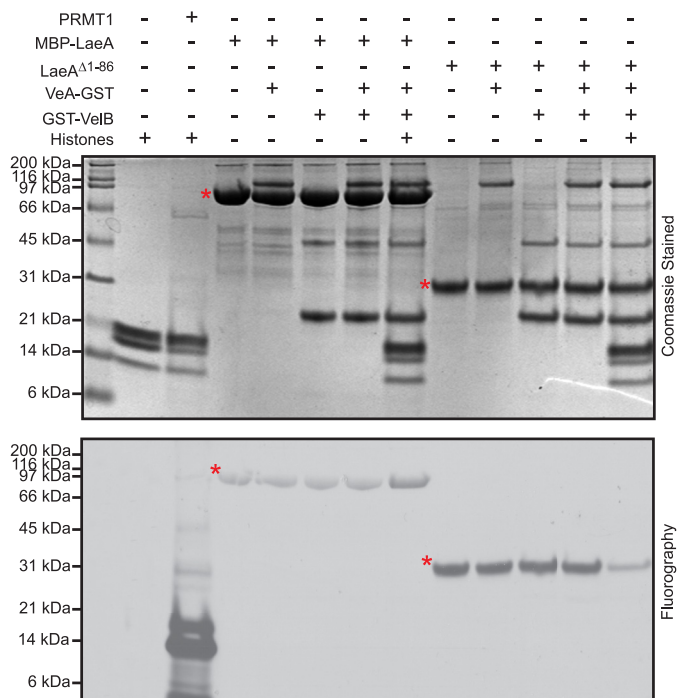 PRMT1 - + - - - - - - - - - -
MBP-LaeA - - + + + + + - - - - -
LaeA^Δ1-86 - - - - - - - + + + + +
VeA-GST - - - + - + + - + - + +
GST-VelB - - - - + + + - - + + +
Histones + + - - - - + - - - - +
200 kDa
116 kDa
97 kDa
66 kDa
45 kDa
31 kDa
21 kDa
14 kDa
6 kDa
*
*
Coomassie Stained
200 kDa
116 kDa
97 kDa
66 kDa
45 kDa
31 kDa
21 kDa
14 kDa
6 kDa
*
*
Fluorography